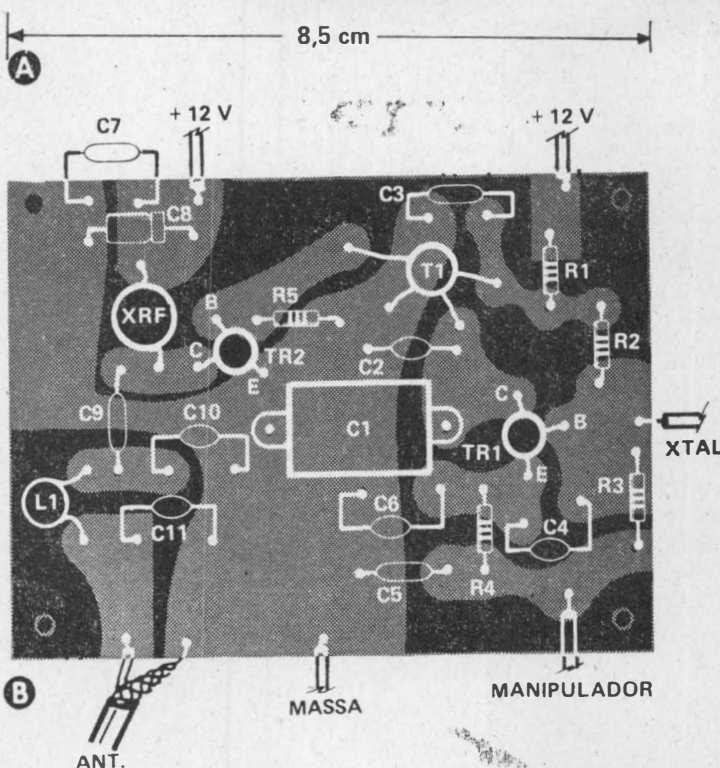 8,5 cm
A
+ 12 V
+ 12 V
C7
C3
C8
T1
R1
XRF
B
R5
C
TR2
E
C2
R2
C9
C10
C1
C
B
TR1
E
XTAL
L1
C11
C6
R3
C4
C5
R4
B
MASSA
MANIPULADOR
ANT.